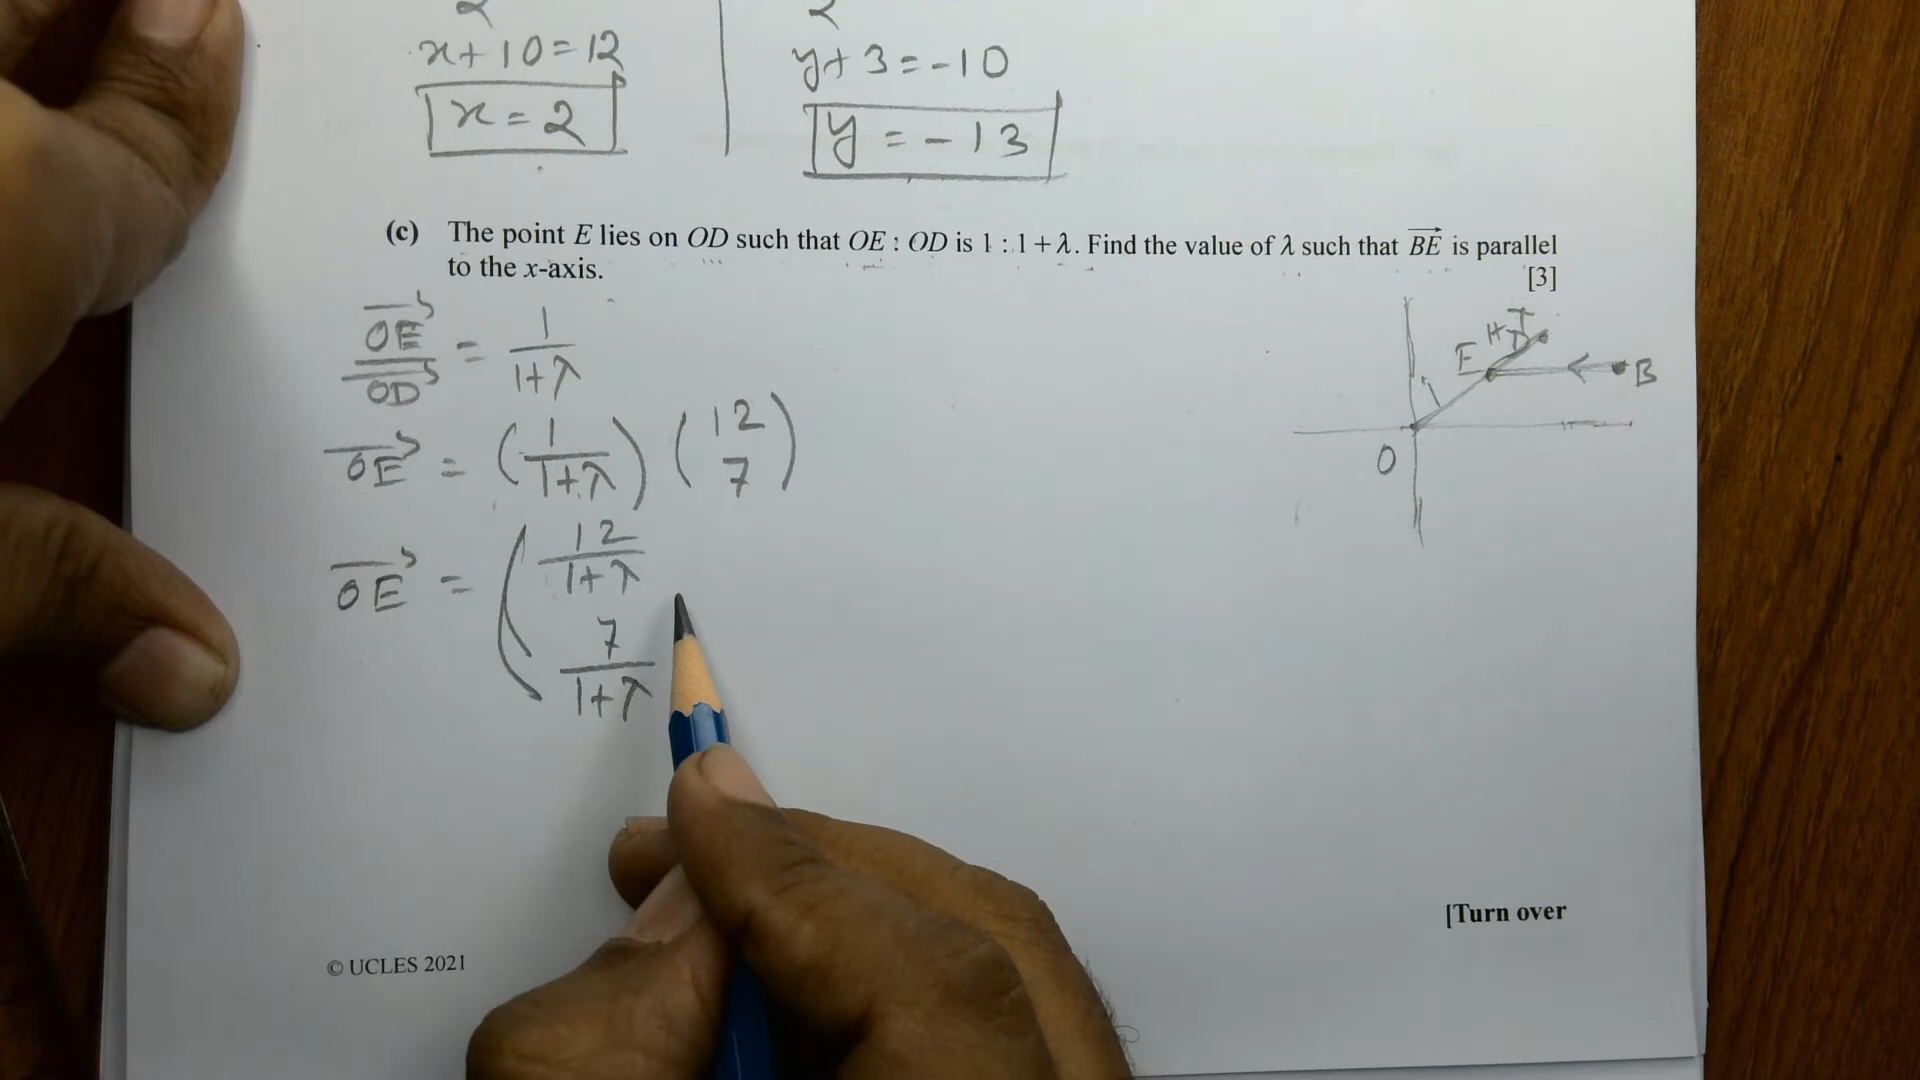 2
x + 10 = 12
x = 2
2
y + 3 = -10
y = -13
(c) The point E lies on OD such that OE : OD is 1 : 1 + λ. Find the value of λ such that BE is parallel
to the x-axis. [3]
OE/OD = 1/(1+λ)
OE = (1/(1+λ)) (12 7)
OE = (12/(1+λ) 7/(1+λ)
E
D
B
O
[Turn over
© UCLES 2021